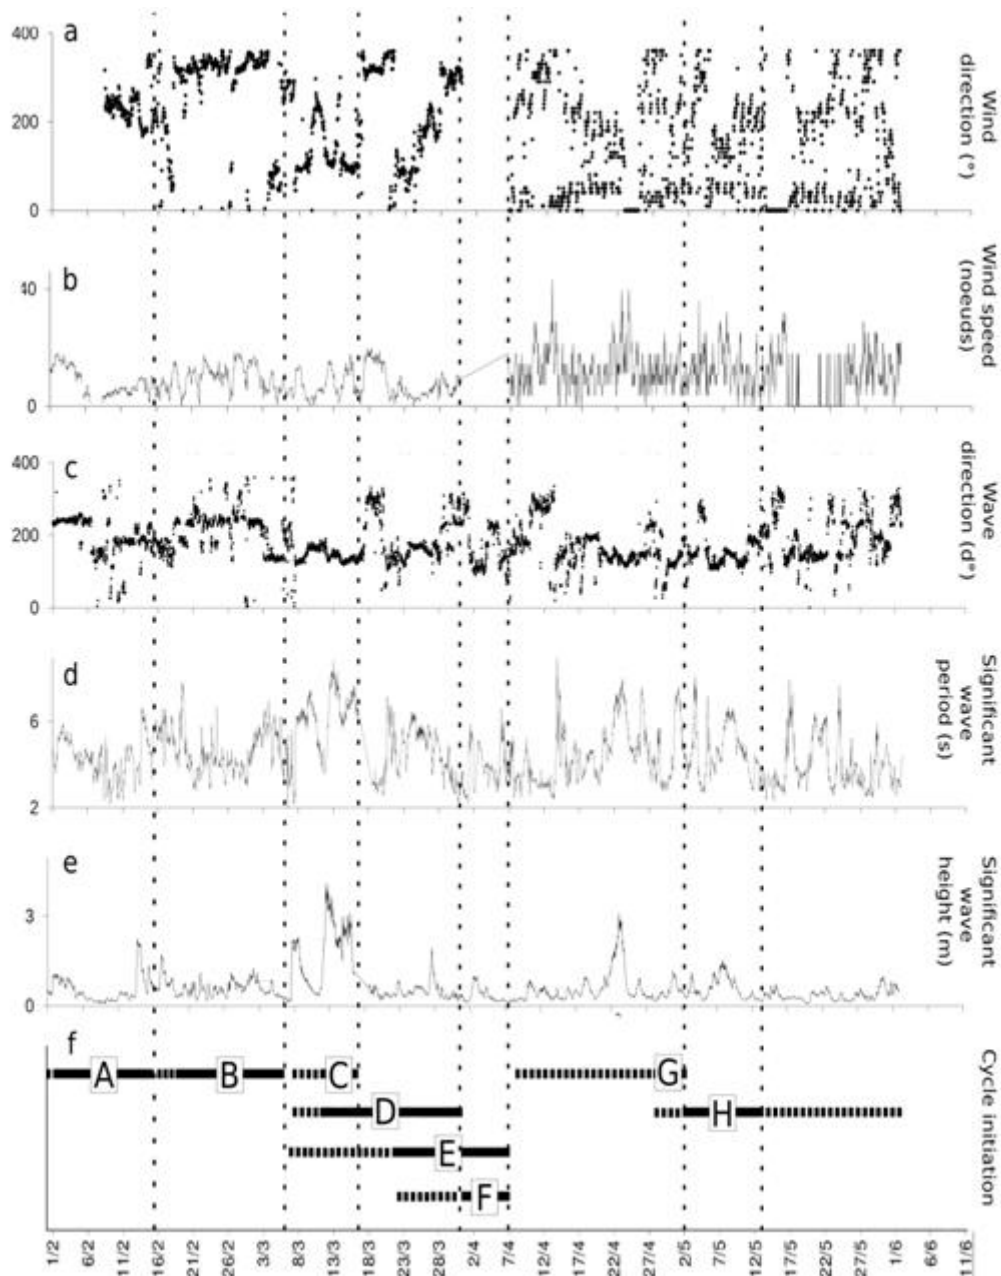 a
400
200
0
Wind
direction (°)
b
40
0
Wind speed
(noeuds)
c
400
200
0
Wave
direction (d°)
d
6
2
Significant
wave
period (s)
e
3
0
Significant
wave
height (m)
f
A
B
C
G
D
H
E
F
Cycle initiation
1/2
6/2
11/2
16/2
21/2
26/2
3/3
8/3
13/3
18/3
23/3
28/3
2/4
7/4
12/4
17/4
22/4
27/4
2/5
7/5
12/5
17/5
22/5
27/5
1/6
6/6
11/6